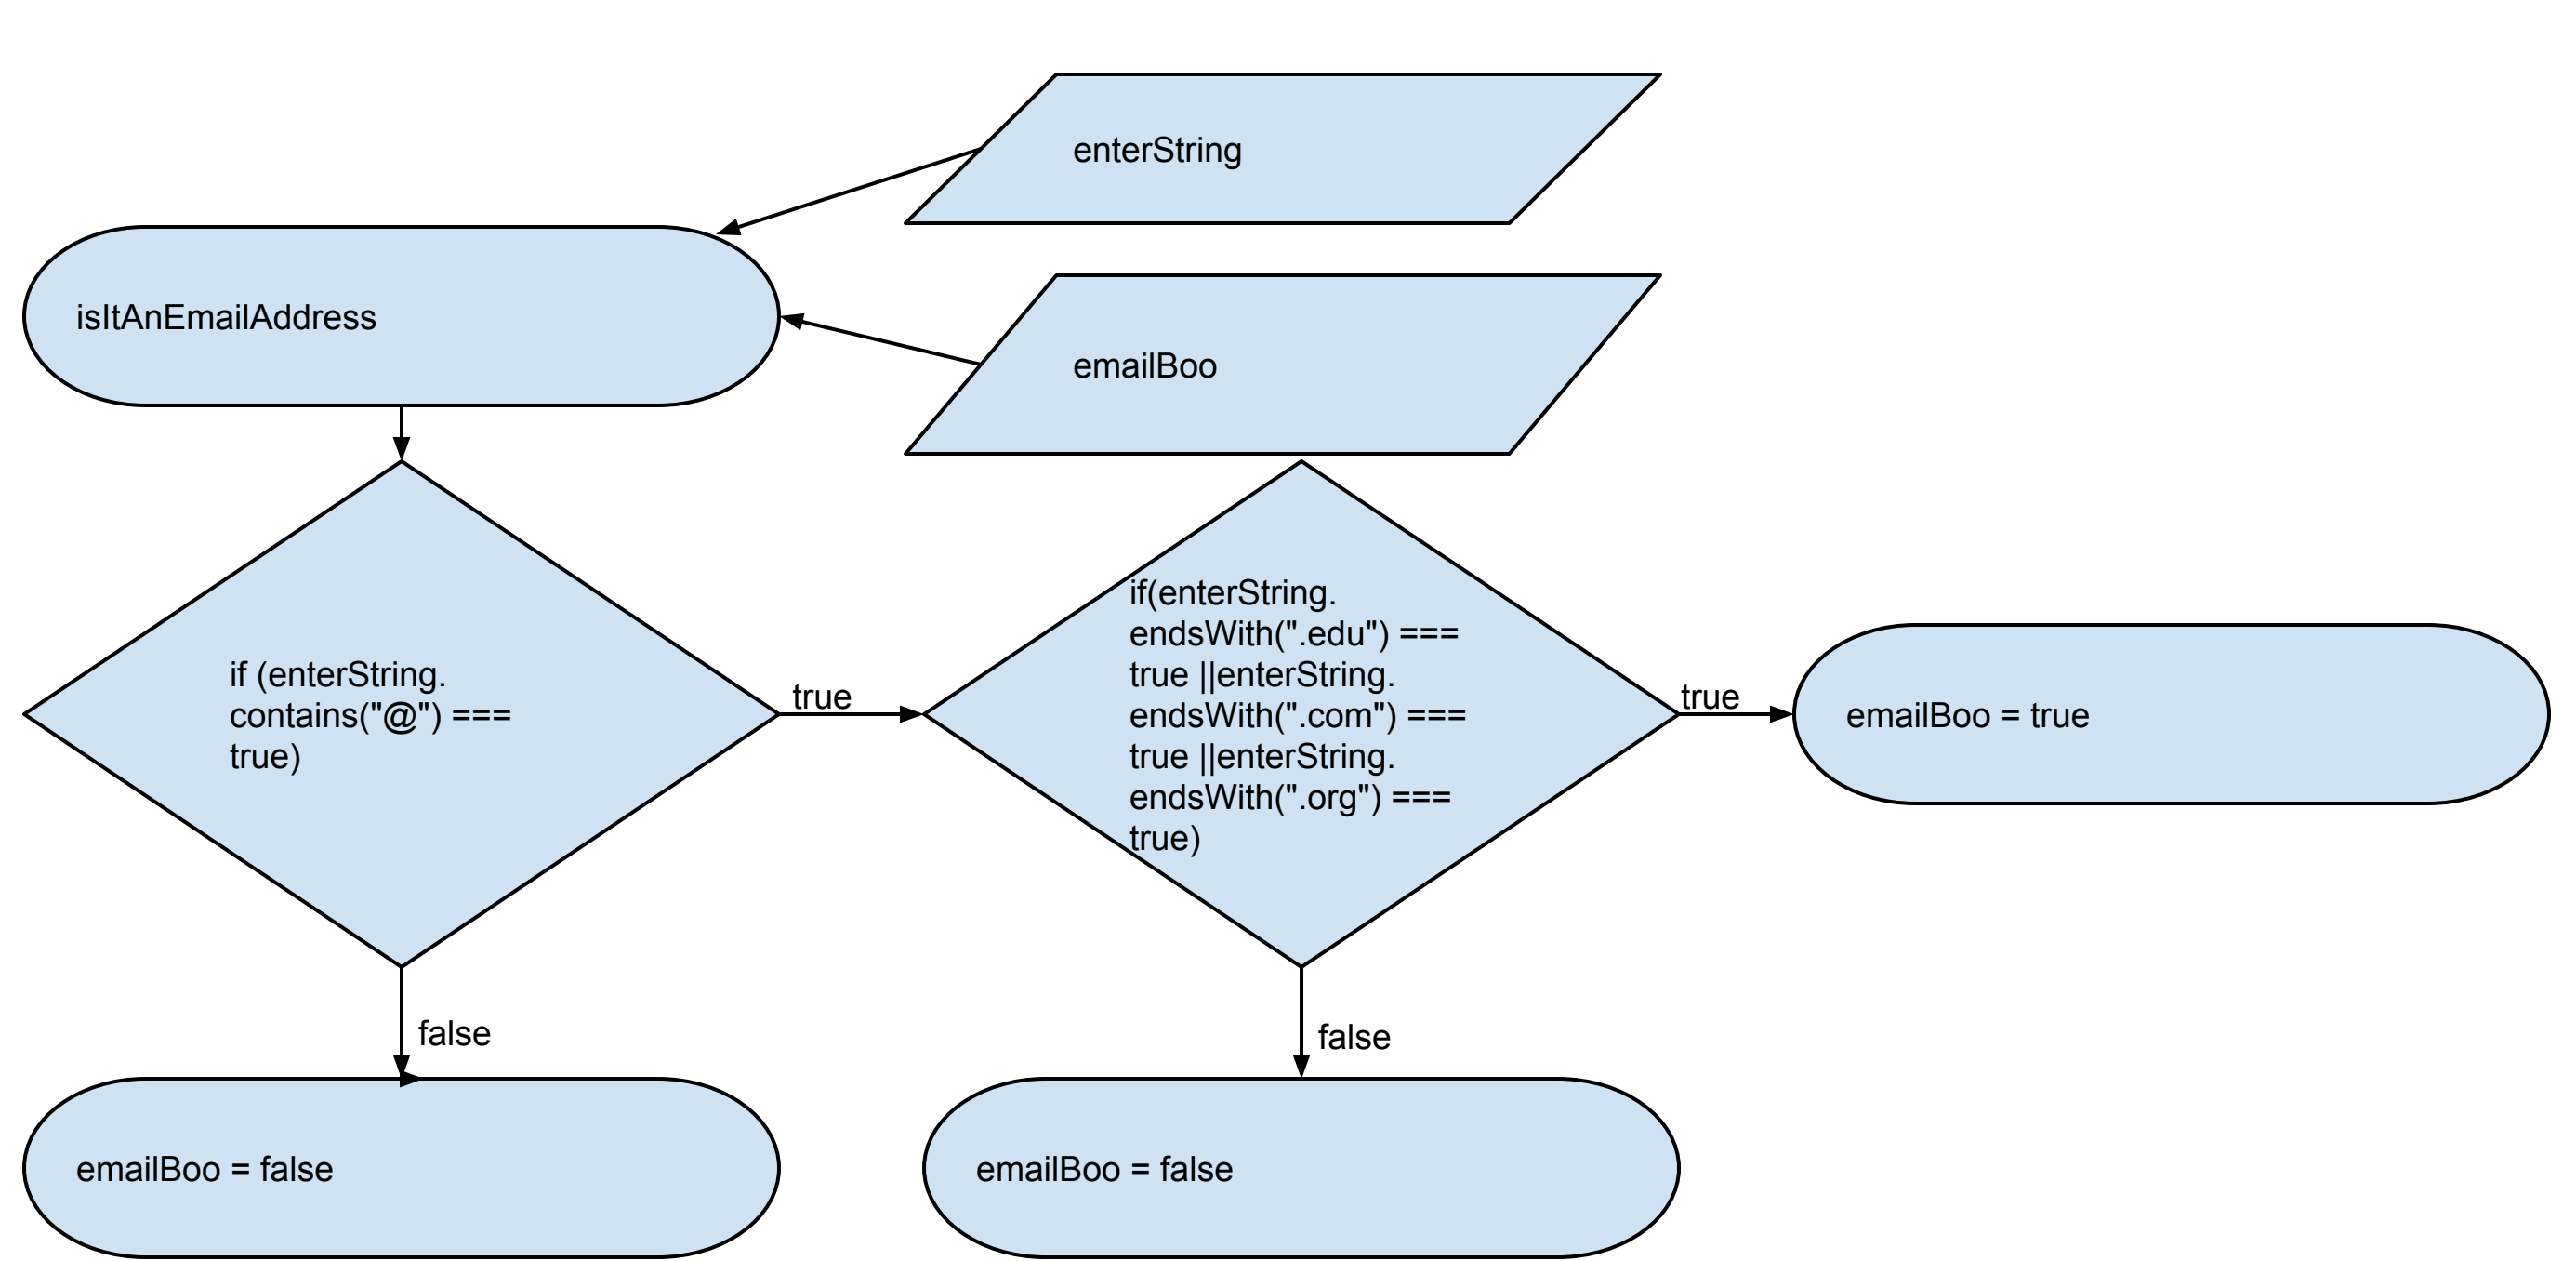 enterString
isItAnEmailAddress
emailBoo
if (enterString.
contains("@") ===
true)
true
if(enterString.
endsWith(".edu") ===
true ||enterString.
endsWith(".com") ===
true ||enterString.
endsWith(".org") ===
true)
true
emailBoo = true
false
false
emailBoo = false
emailBoo = false